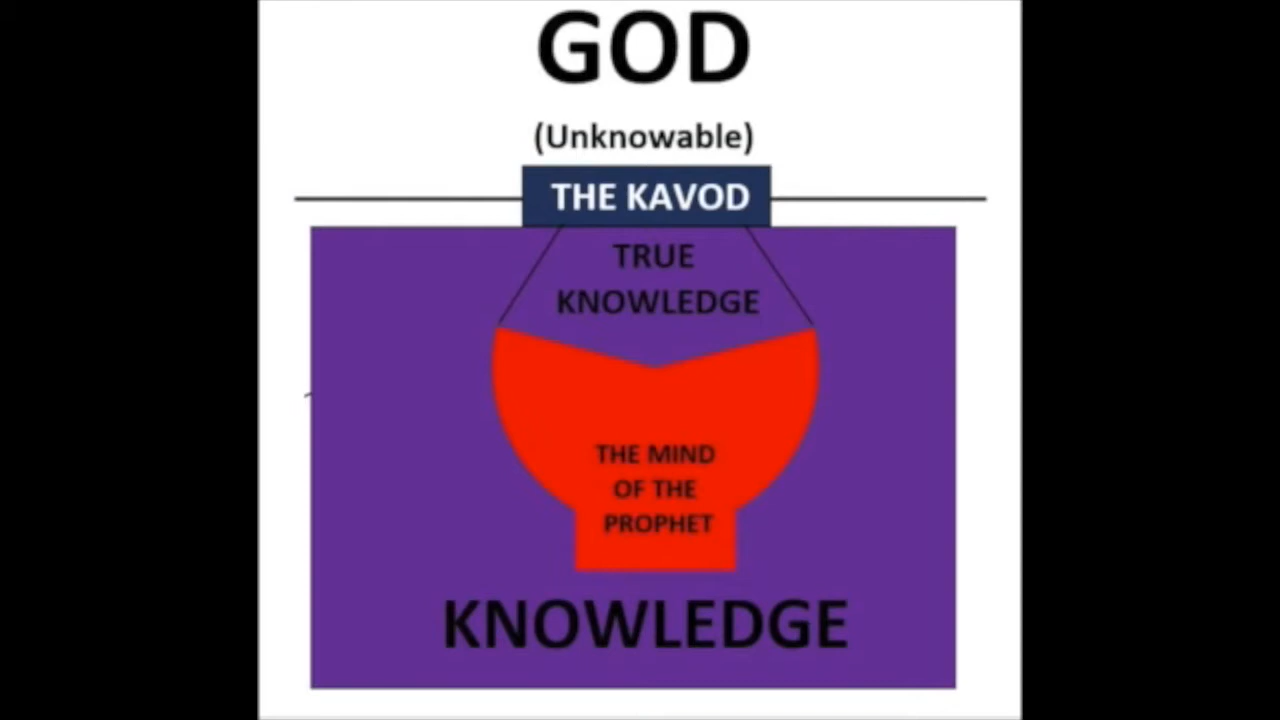 GOD
(Unknowable)
THE KAVOD
TRUE
KNOWLEDGE
THE MIND
OF THE
PROPHET
KNOWLEDGE